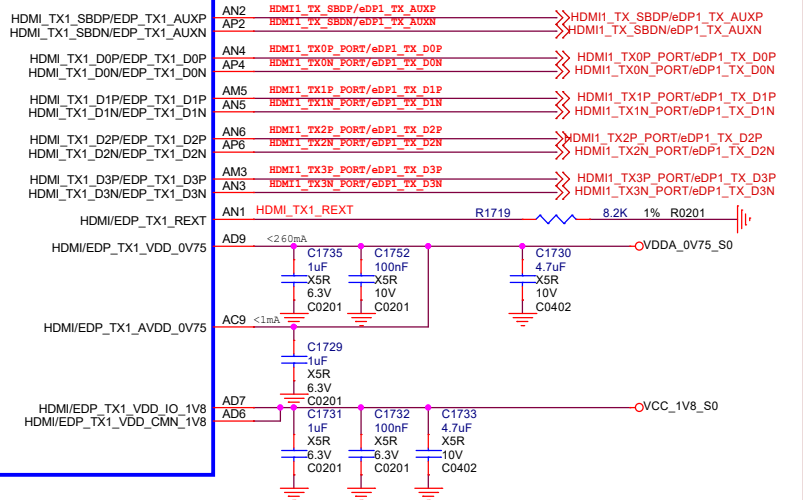 HDMI_TX1_SBDP/EDP_TX1_AUXP AN2 HDMI1_TX_SBDP/eDP1_TX_AUXP HDMI1_TX_SBDP/eDP1_TX_AUXP
HDMI_TX1_SBDN/EDP_TX1_AUXN AP2 HDMI1_TX_SBDN/eDP1_TX_AUXN HDMI1_TX_SBDN/eDP1_TX_AUXN
HDMI_TX1_D0P/EDP_TX1_D0P AN4 HDMI1_TX0P_PORT/eDP1_TX_D0P HDMI1_TX0P_PORT/eDP1_TX_D0P
HDMI_TX1_D0N/EDP_TX1_D0N AP4 HDMI1_TX0N_PORT/eDP1_TX_D0N HDMI1_TX0N_PORT/eDP1_TX_D0N
HDMI_TX1_D1P/EDP_TX1_D1P AM5 HDMI1_TX1P_PORT/eDP1_TX_D1P HDMI1_TX1P_PORT/eDP1_TX_D1P
HDMI_TX1_D1N/EDP_TX1_D1N AN5 HDMI1_TX1N_PORT/eDP1_TX_D1N HDMI1_TX1N_PORT/eDP1_TX_D1N
HDMI_TX1_D2P/EDP_TX1_D2P AN6 HDMI1_TX2P_PORT/eDP1_TX_D2P HDMI1_TX2P_PORT/eDP1_TX_D2P
HDMI_TX1_D2N/EDP_TX1_D2N AP6 HDMI1_TX2N_PORT/eDP1_TX_D2N HDMI1_TX2N_PORT/eDP1_TX_D2N
HDMI_TX1_D3P/EDP_TX1_D3P AM3 HDMI1_TX3P_PORT/eDP1_TX_D3P HDMI1_TX3P_PORT/eDP1_TX_D3P
HDMI_TX1_D3N/EDP_TX1_D3N AN3 HDMI1_TX3N_PORT/eDP1_TX_D3N HDMI1_TX3N_PORT/eDP1_TX_D3N
HDMI/EDP_TX1_REXT AN1 HDMI_TX1_REXT R1719 8.2K 1% R0201
HDMI/EDP_TX1_VDD_0V75 AD9 <260mA VDDA_0V75_S0
C1735 C1752 C1730
1uF 100nF 4.7uF
X5R X5R X5R
6.3V 10V 10V
C0201 C0201 C0402
HDMI/EDP_TX1_AVDD_0V75 AC9 <1mA
C1729
1uF
X5R
6.3V
C0201
HDMI/EDP_TX1_VDD_IO_1V8 AD7 VCC_1V8_S0
HDMI/EDP_TX1_VDD_CMN_1V8 AD6
C1731 C1732 C1733
1uF 100nF 4.7uF
X5R X5R X5R
6.3V 6.3V 10V
C0201 C0201 C0402